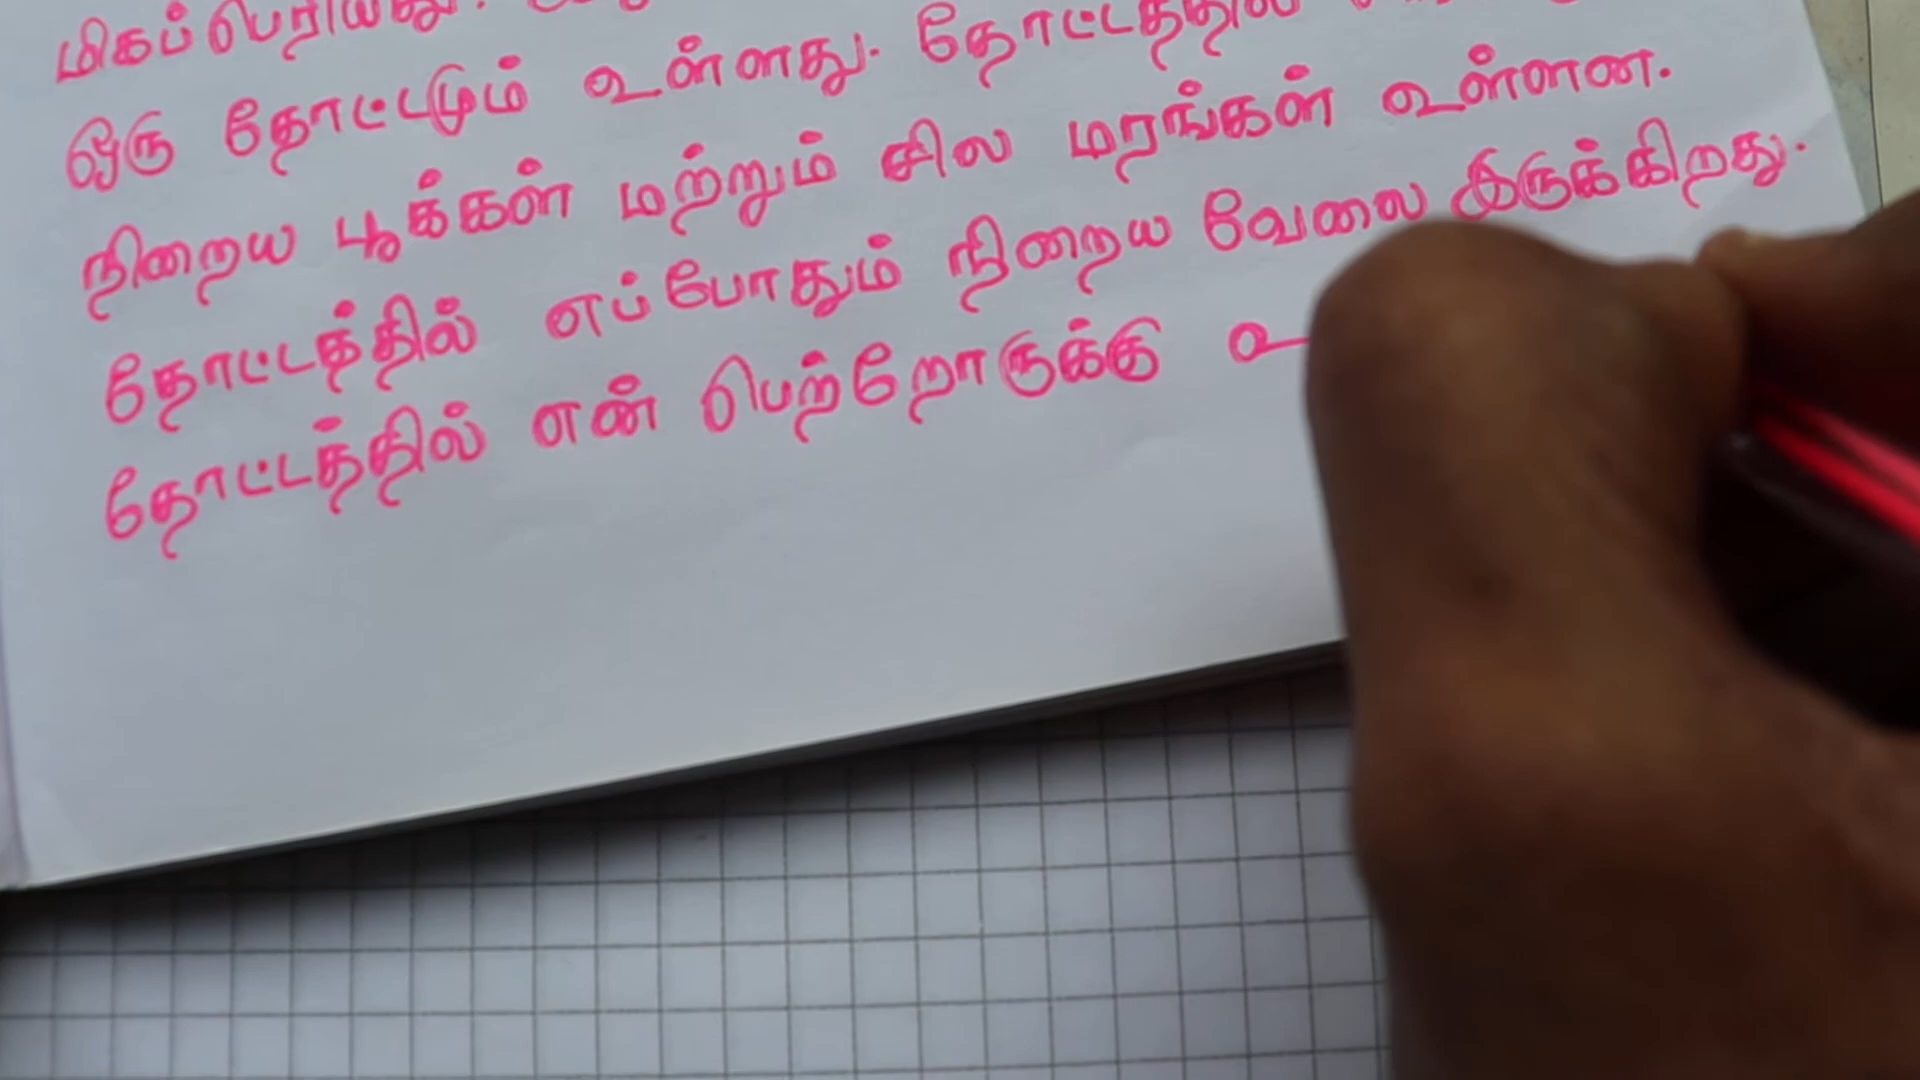 மிகப்பெரியது.
ஒரு தோட்டமும் உள்ளது. தோட்டத்தில்
நிறைய பூக்கள் மற்றும் சில மரங்கள் உள்ளன.
தோட்டத்தில் எப்போதும் நிறைய வேலை இருக்கிறது.
தோட்டத்தில் என் பெற்றோருக்கு உ